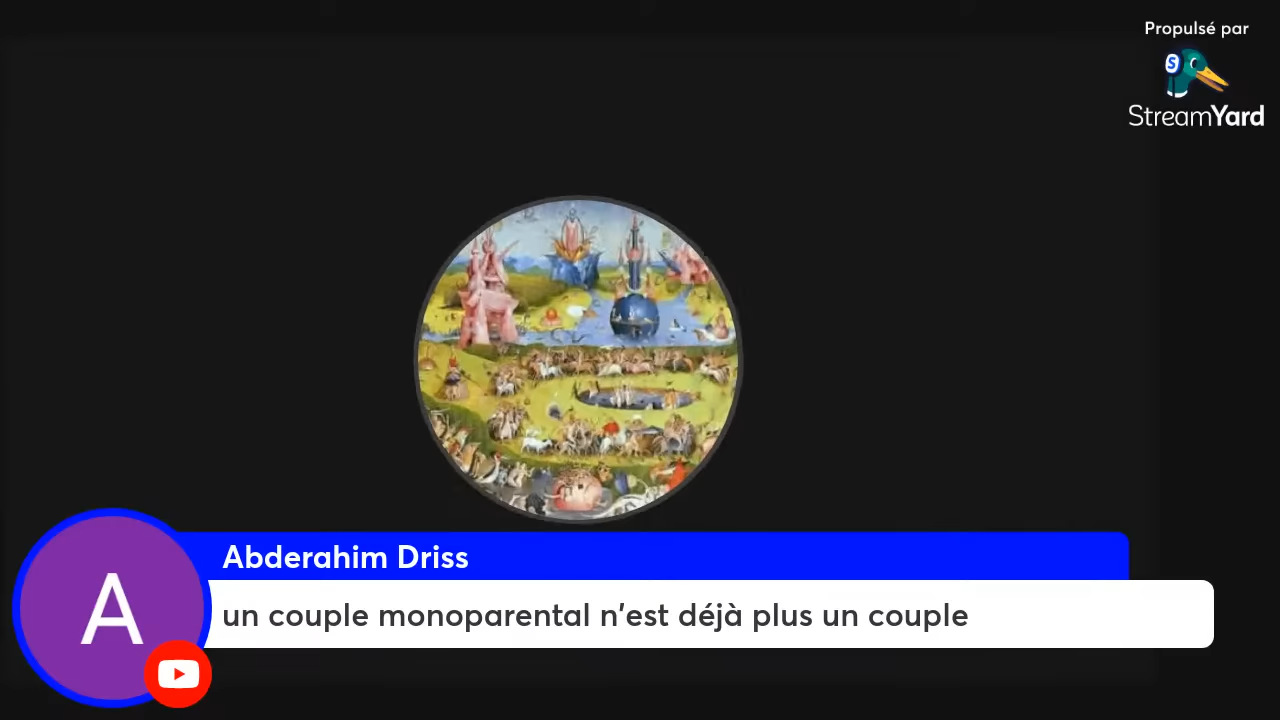 Propulsé par
S
StreamYard
Abderahim Driss
A
un couple monoparental n'est déjà plus un couple